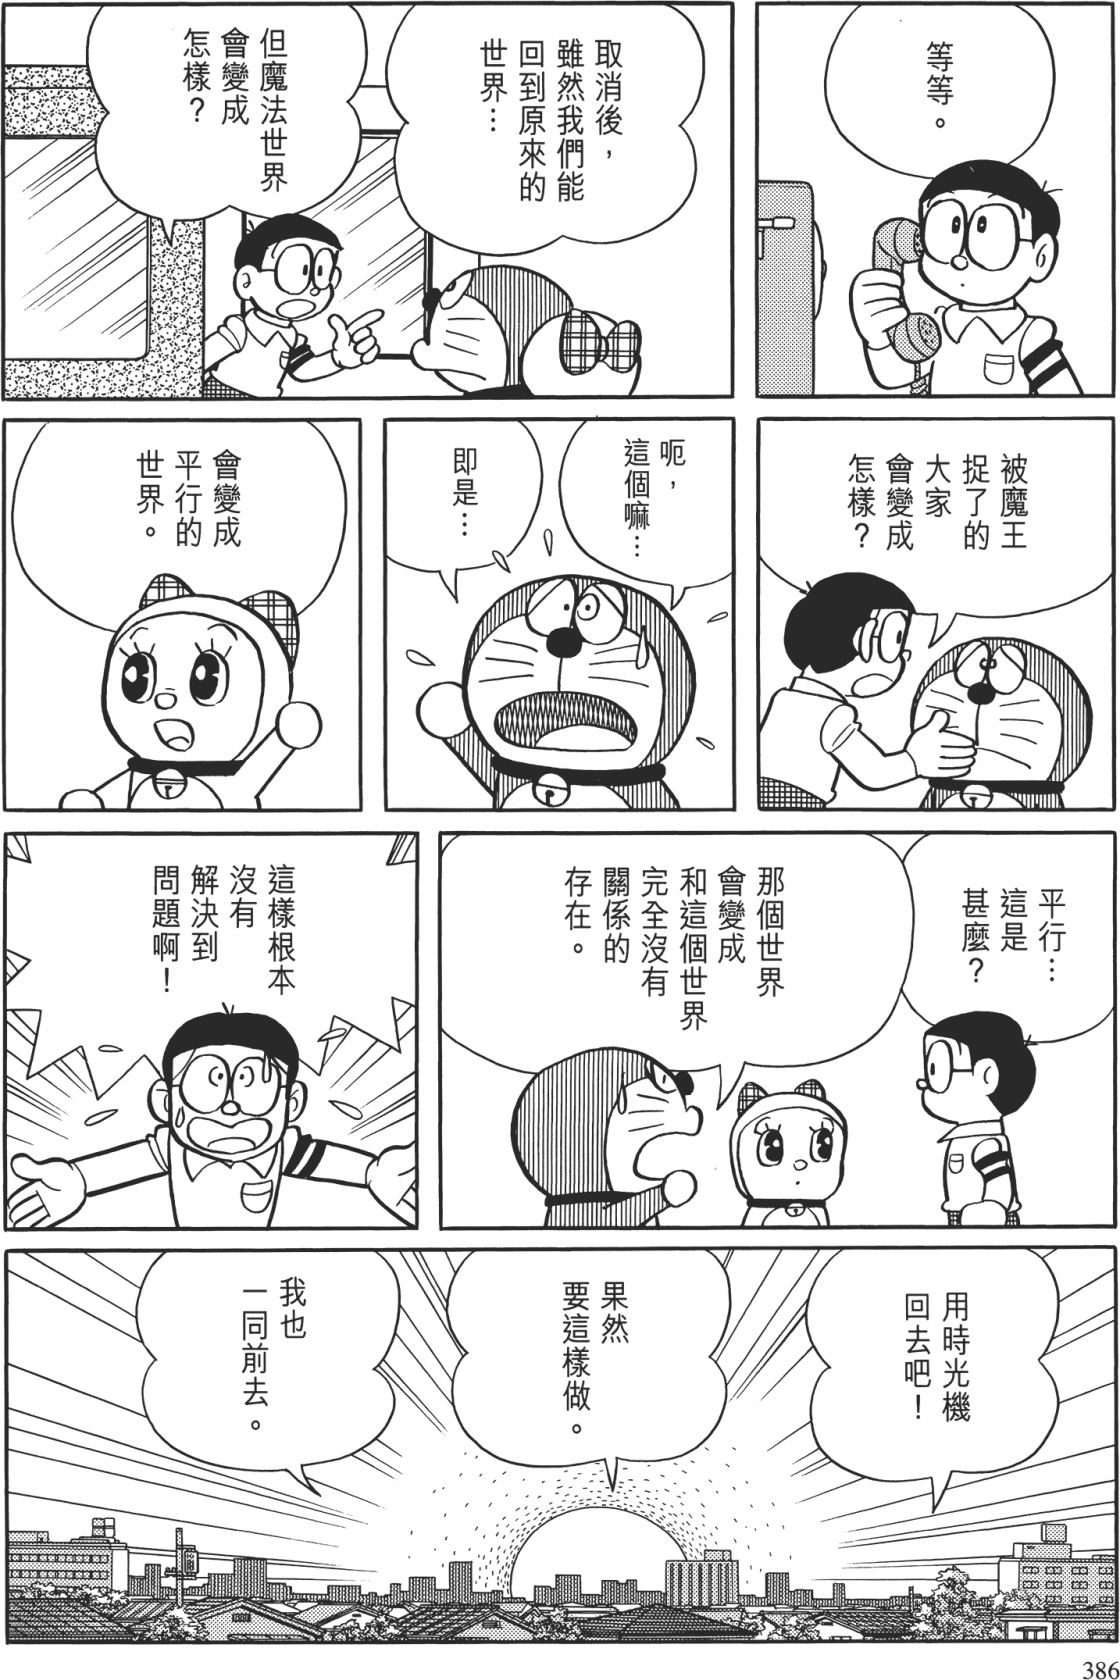 等等。
取消後，
雖然我們能
回到原來的
世界…
但魔法世界
會變成
怎樣？
被魔王
捉了的
大家
會變成
怎樣？
呃，
這個嘛…
即是…
會變成
平行的
世界。
平行…
這是
甚麼？
那個世界
會變成
和這個世界
完全沒有
關係的
存在。
這樣根本
沒有
解決到
問題啊！
用時光機
回去吧！
果然
要這樣做。
我也
一同前去。
386